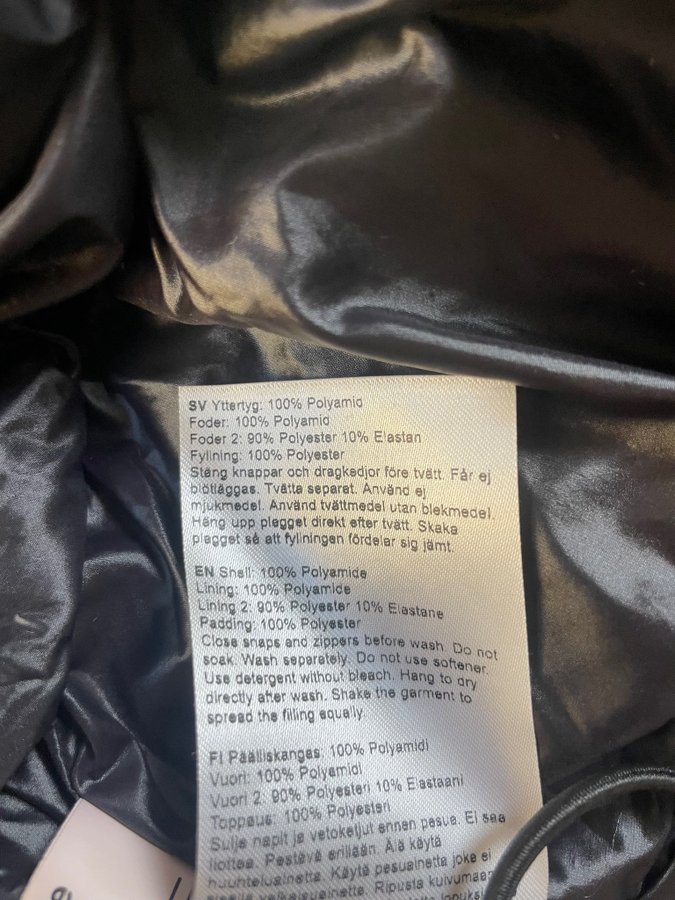 SV Yttertyg: 100% Polyamid
Foder: 100% Polyamid
Foder 2: 90% Polyester 10% Elastan
Fyllning: 100% Polyester
Stäng knappar och dragkedjor före tvätt. Får ej
blötläggas. Tvätta separat. Använd ej
mjukmedel. Använd tvättmedel utan blekmedel.
Häng upp plagget direkt efter tvätt. Skaka
plagget så att fyllningen fördelar sig jämt.
EN Shell: 100% Polyamide
Lining: 100% Polyamide
Lining 2: 90% Polyester 10% Elastane
Padding: 100% Polyester
Close snaps and zippers before wash. Do not
soak. Wash separately. Do not use softener.
Use detergent without bleach. Hang to dry
directly after wash. Shake the garment to
spread the filling equally.
FI Päälliskangas: 100% Polyamidi
Vuori: 100% Polyamidi
Vuori 2: 90% Polyesteri 10% Elastaani
Toppaus: 100% Polyesteri
Sulje napit ja vetoketjut ennen pesua. Ei saa
liottaa. Pestävä erillään. Älä käytä
huuhteluainetta. Käytä pesuainetta joke ei
sisällä valkaisuainetta. Ripusta kuivumaan